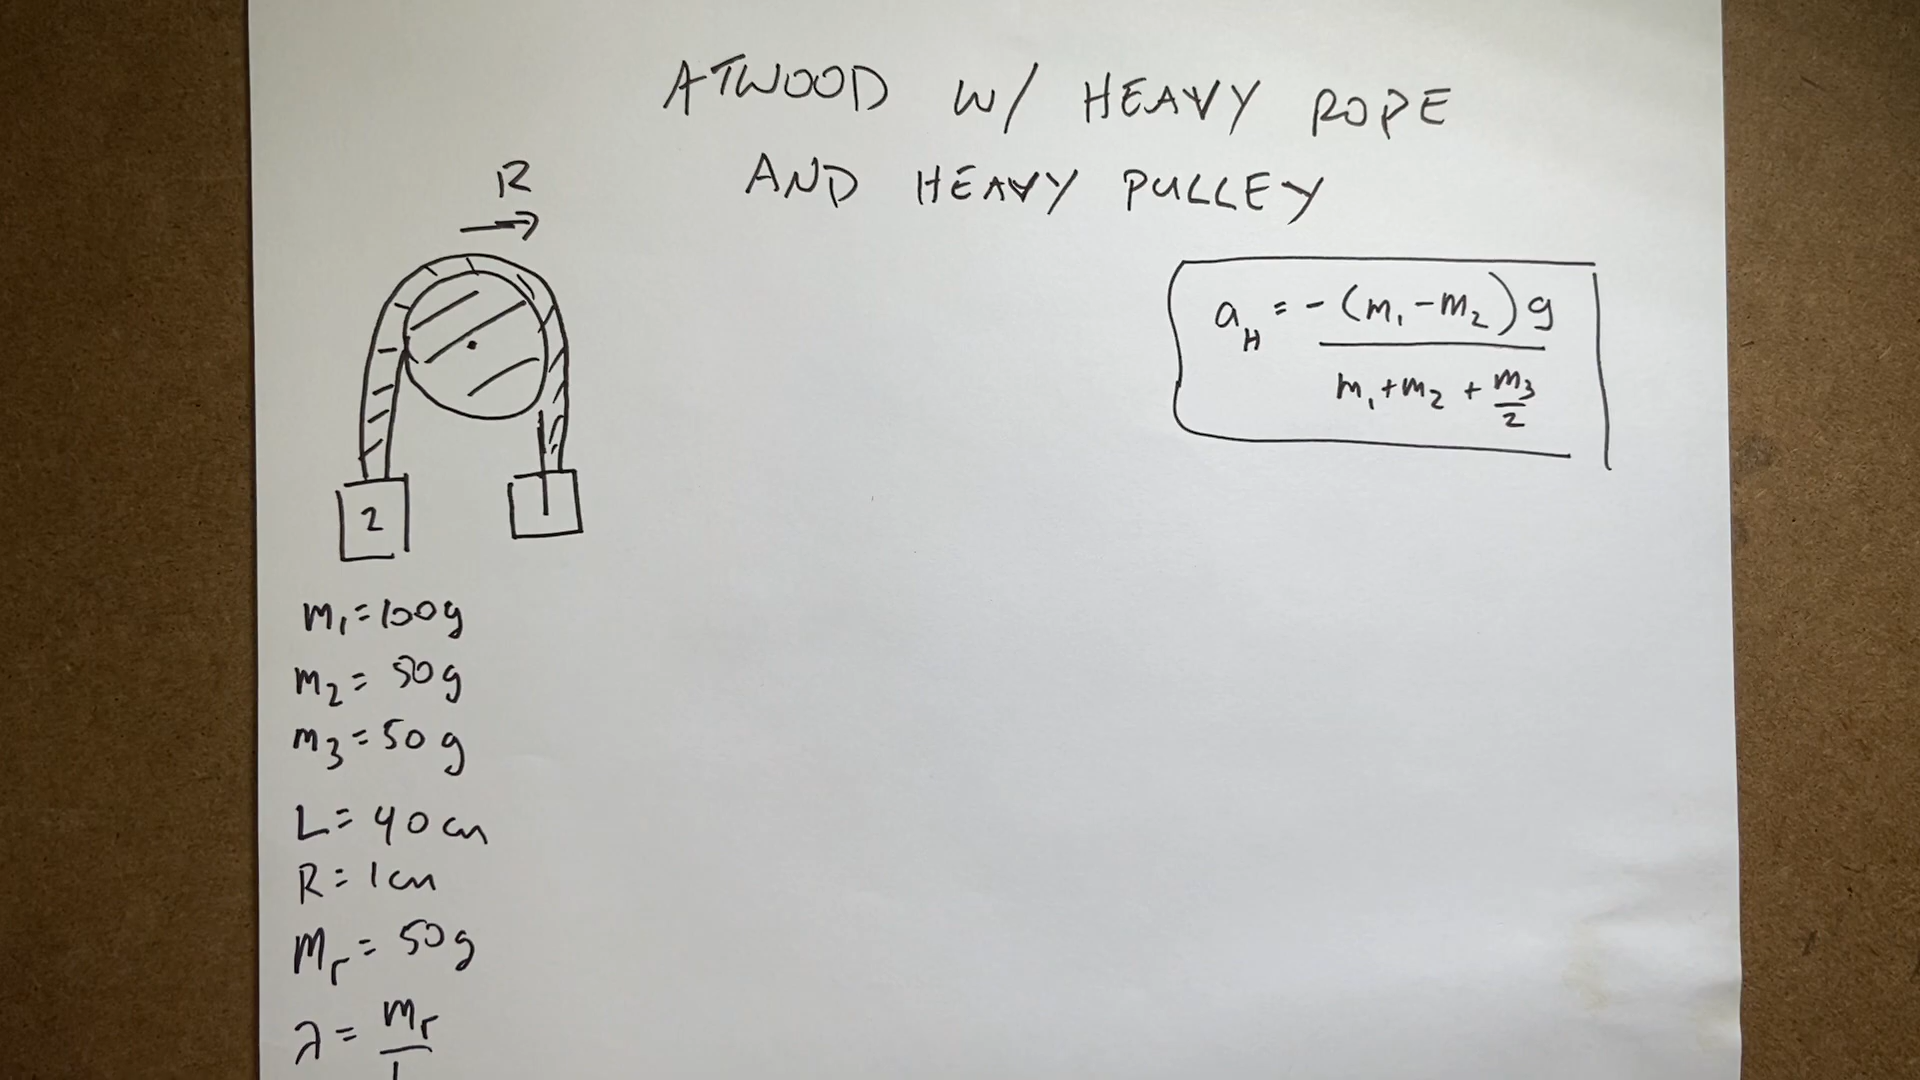 ATWOOD W/ HEAVY ROPE
AND HEAVY PULLEY
R
a_H = -(m₁-m₂)g / (m₁+m₂+m₃/2)
2
1
m₁=100g
m₂= 50g
m₃=50g
L= 40cm
R= 1cm
m_r= 50g
λ= m_r